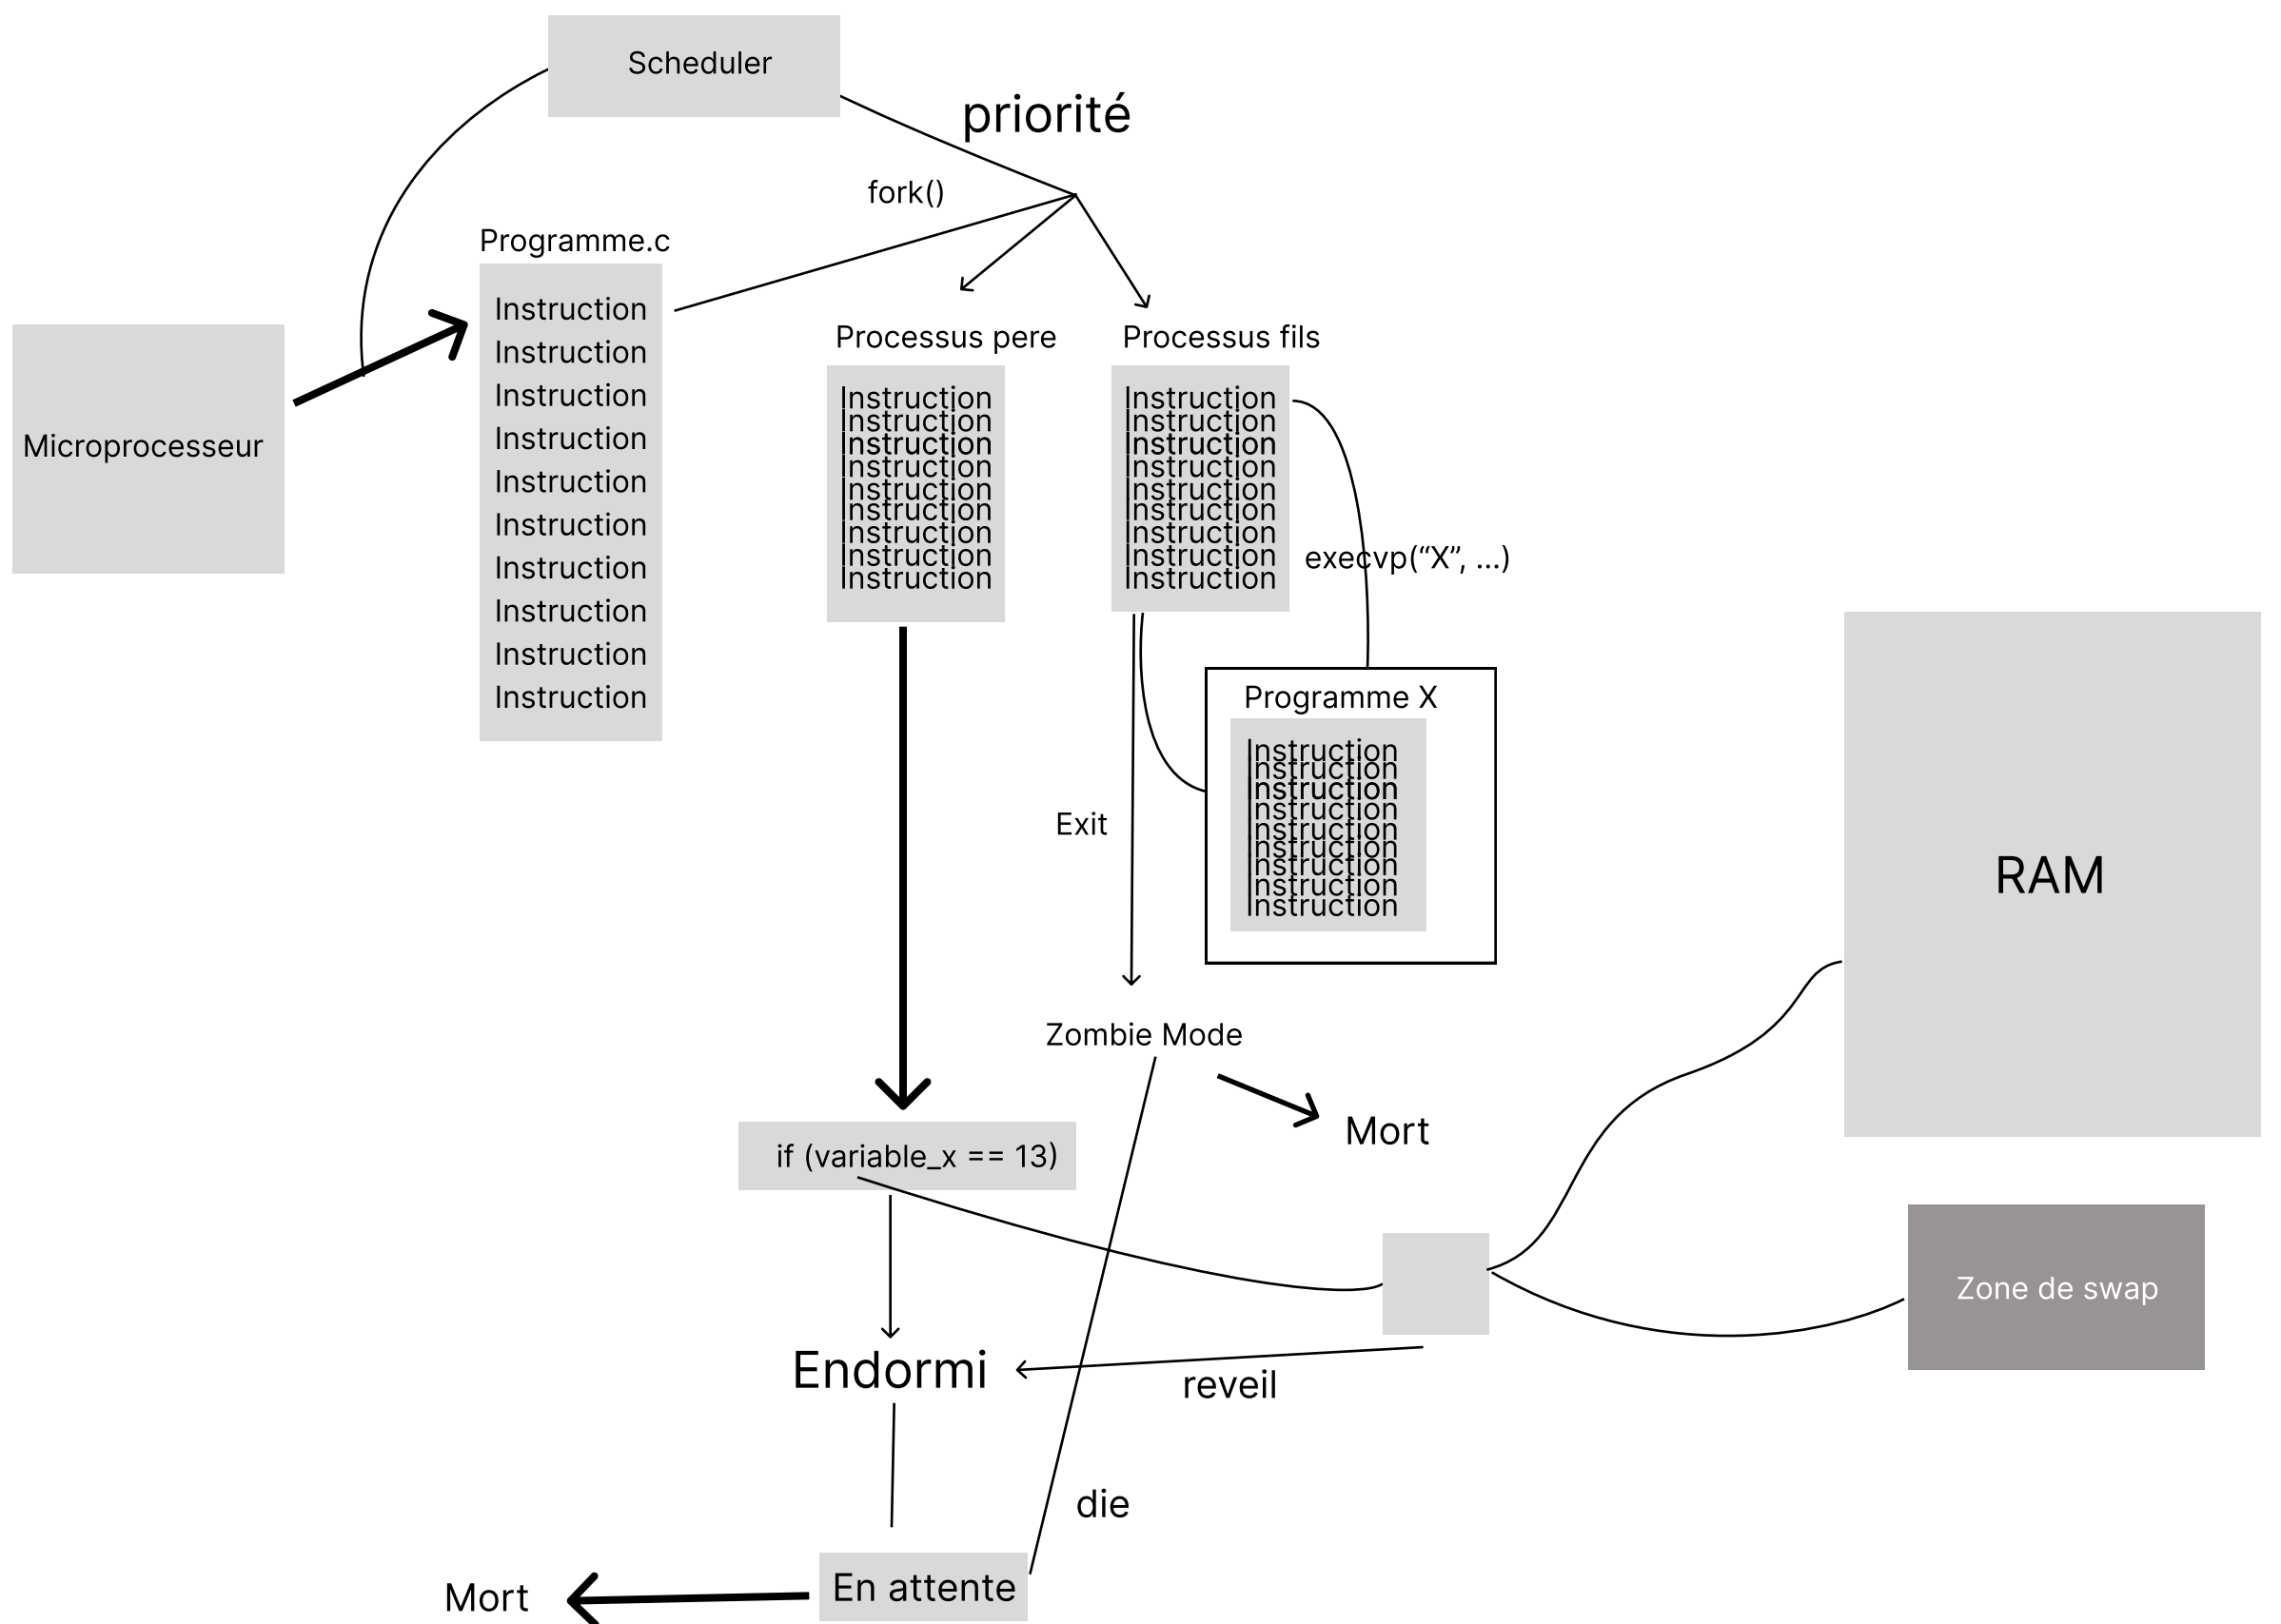 Scheduler
priorité
fork()
Programme.c
Instruction
Instruction
Instruction
Instruction
Instruction
Instruction
Instruction
Instruction
Instruction
Instruction
Microprocesseur
Processus pere
Instruction
Instruction
Instruction
Instruction
Instruction
Instruction
Instruction
Instruction
Instruction
Processus fils
Instruction
Instruction
Instruction
Instruction
Instruction
Instruction
Instruction
Instruction
Instruction
execvp(“X”, ...)
Programme X
Instruction
Instruction
Instruction
Instruction
Instruction
Instruction
Instruction
Instruction
Instruction
Exit
RAM
Zombie Mode
Mort
if (variable_x == 13)
Zone de swap
Endormi
reveil
die
En attente
Mort